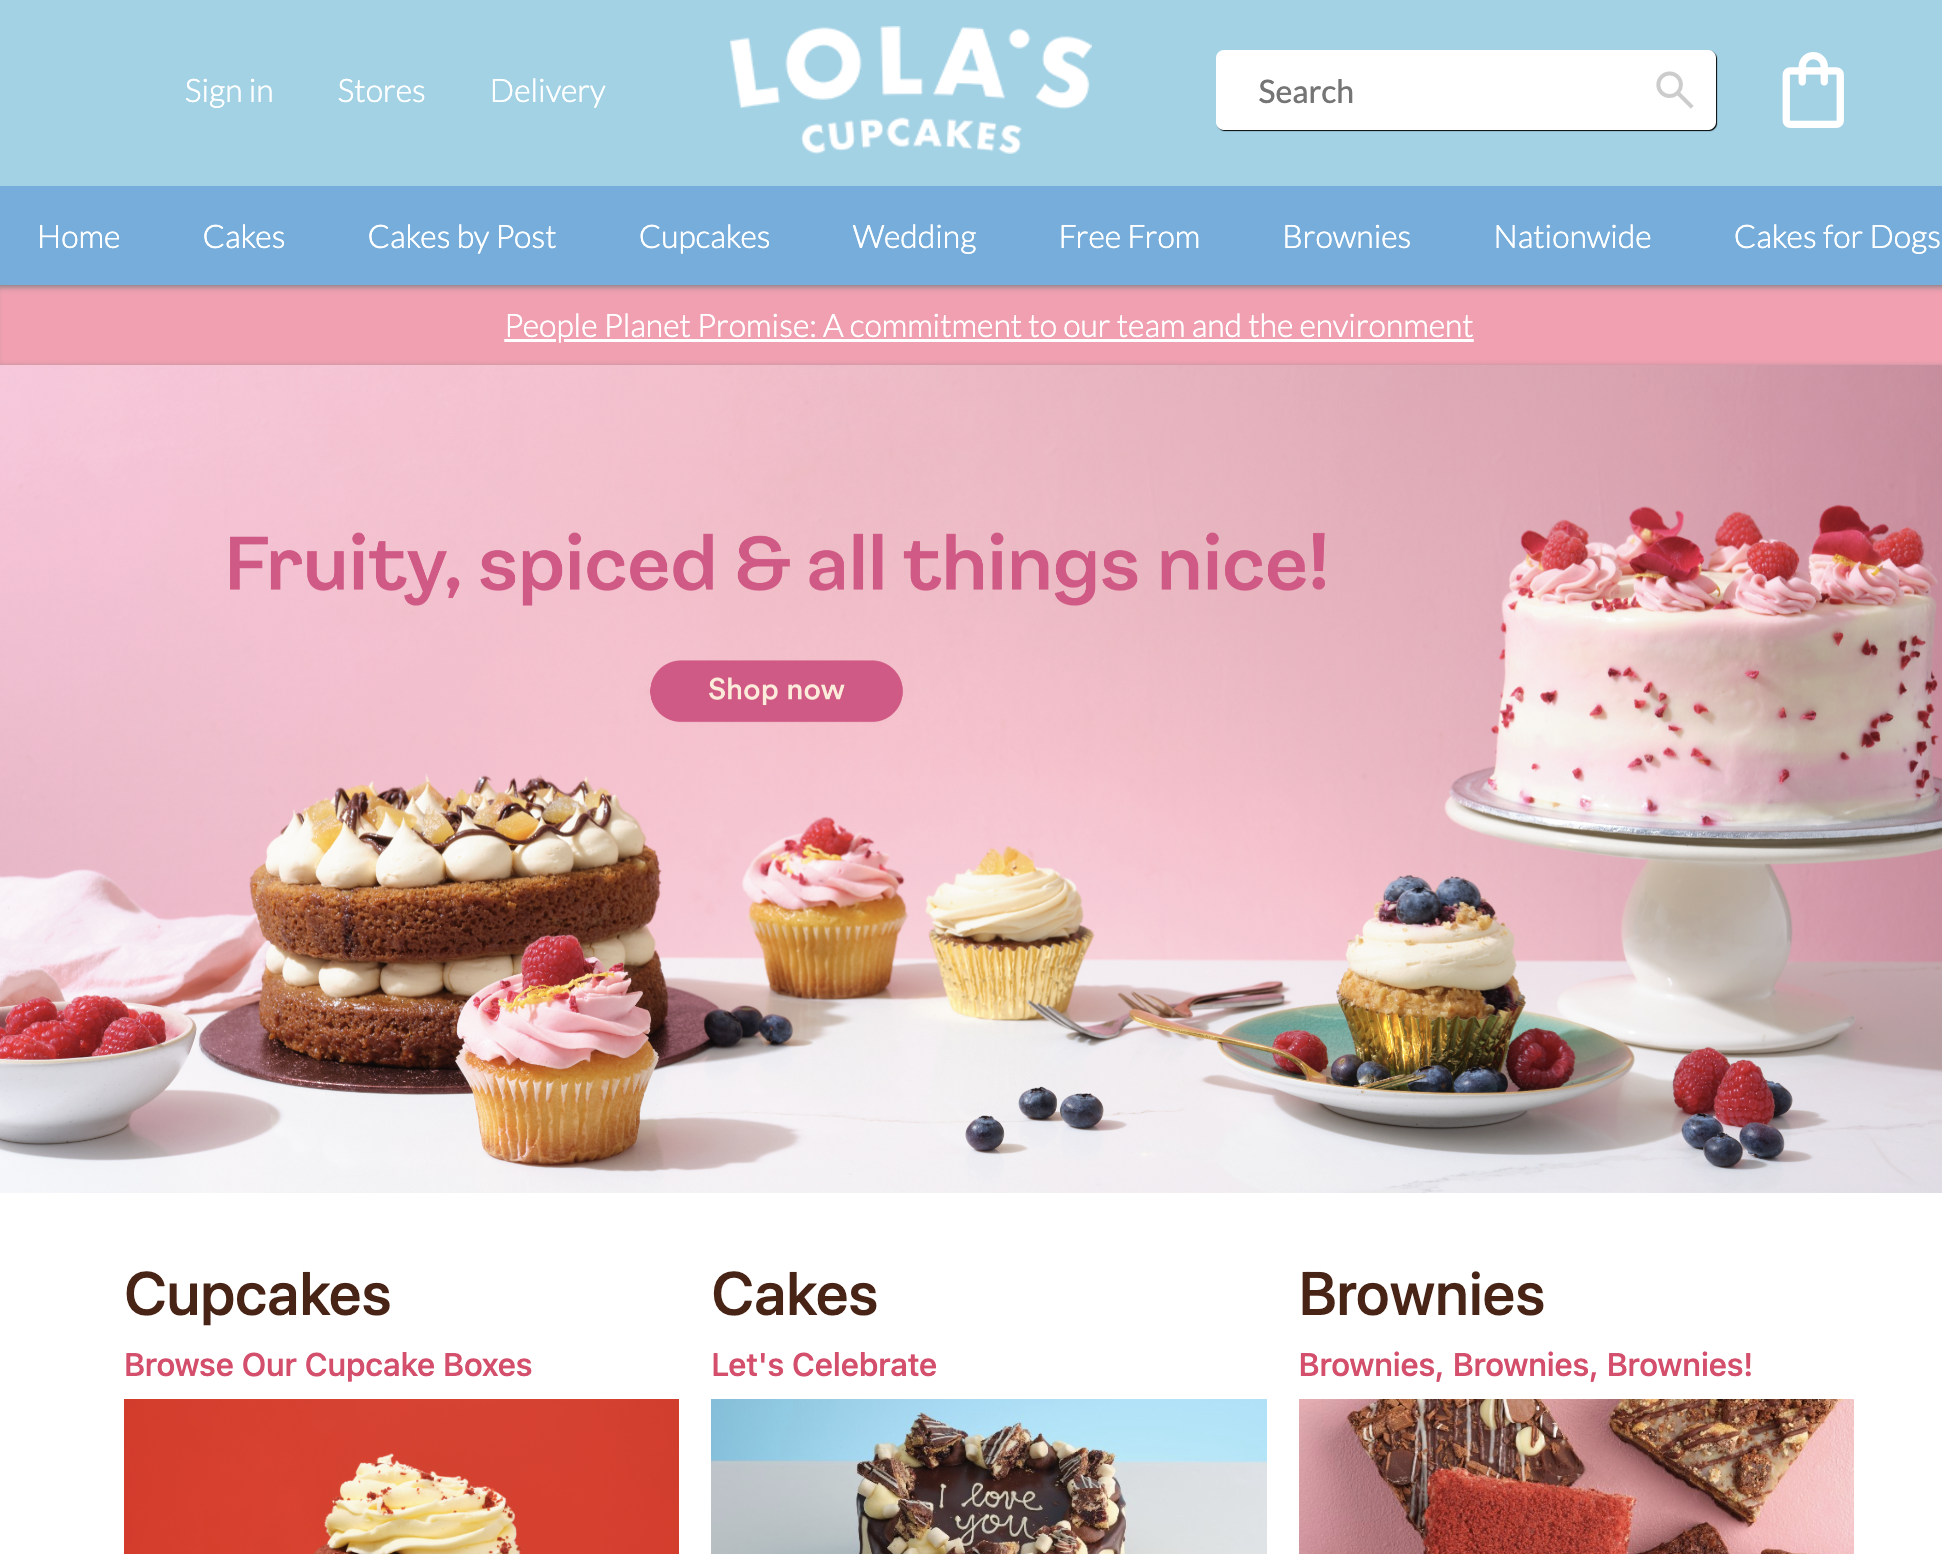 Sign in
Stores
Delivery
LOLA'S
CUPCAKES
Search
Home
Cakes
Cakes by Post
Cupcakes
Wedding
Free From
Brownies
Nationwide
Cakes for Dogs
People Planet Promise: A commitment to our team and the environment
Fruity, spiced & all things nice!
Shop now
Cupcakes
Browse Our Cupcake Boxes
Cakes
Let's Celebrate
I love
you
Brownies
Brownies, Brownies, Brownies!